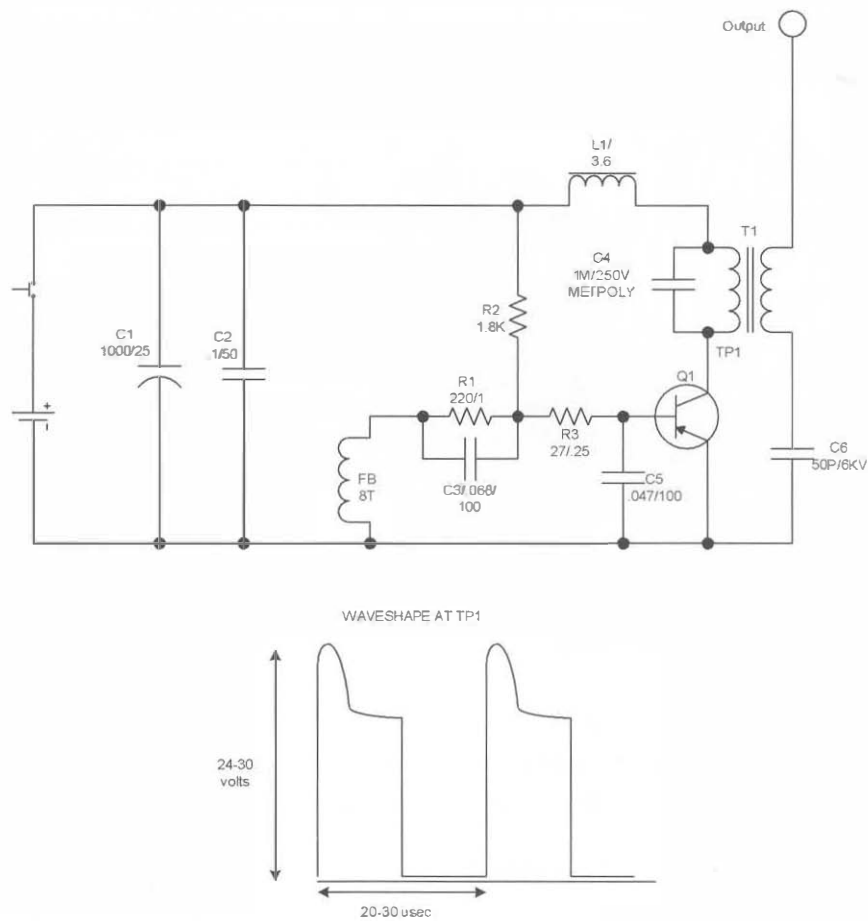 Output
L1/
3.6
T1
C4
1M/250V
METPOLY
R2
1.8K
TP1
C1
1000/25
C2
.1/50
Q1
R1
220/1
R3
27/.25
C6
50P/6KV
FB
8T
C3/.068/
100
C5
.047/100
+
-
WAVESHAPE AT TP1
24-30
volts
20-30 usec